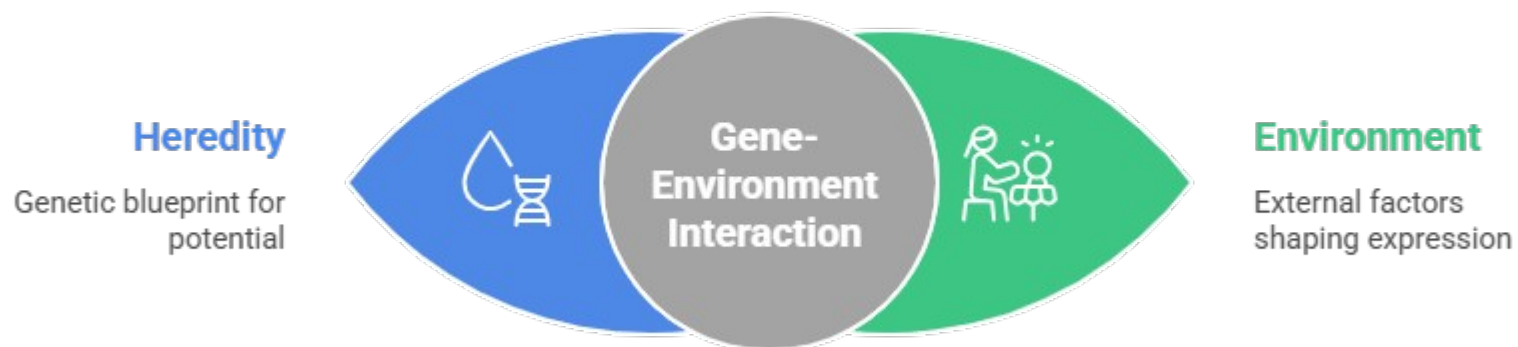 Heredity
Genetic blueprint for
potential
Gene-
Environment
Interaction
Environment
External factors
shaping expression